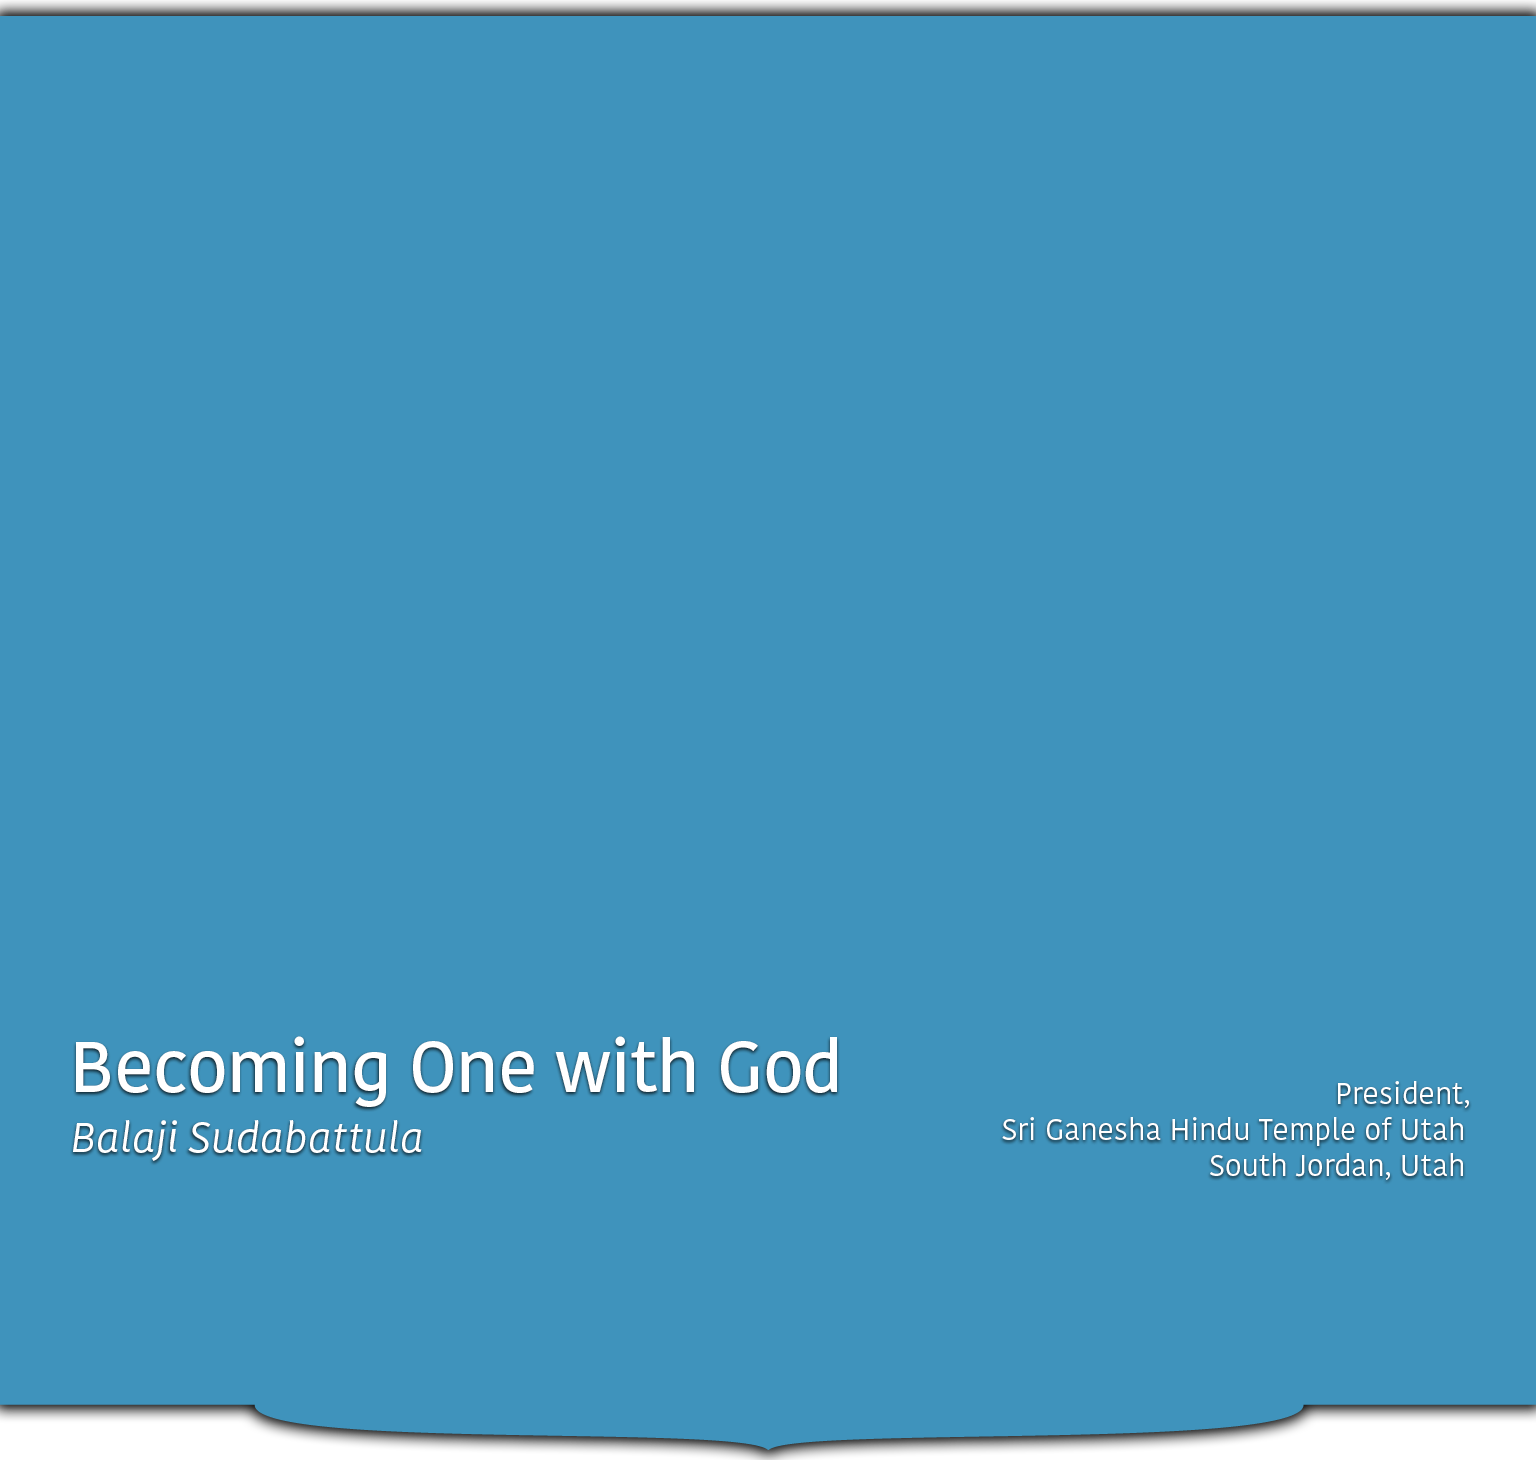 Becoming One with God
Balaji Sudabattula
President,
Sri Ganesha Hindu Temple of Utah
South Jordan, Utah